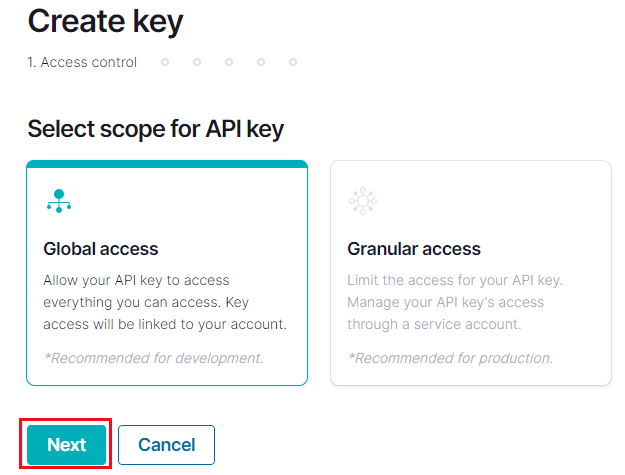 Create key
1. Access control
Select scope for API key
Global access
Allow your API key to access
everything you can access. Key
access will be linked to your account.
*Recommended for development.
Granular access
Limit the access for your API key.
Manage your API key's access
through a service account.
*Recommended for production.
Next
Cancel